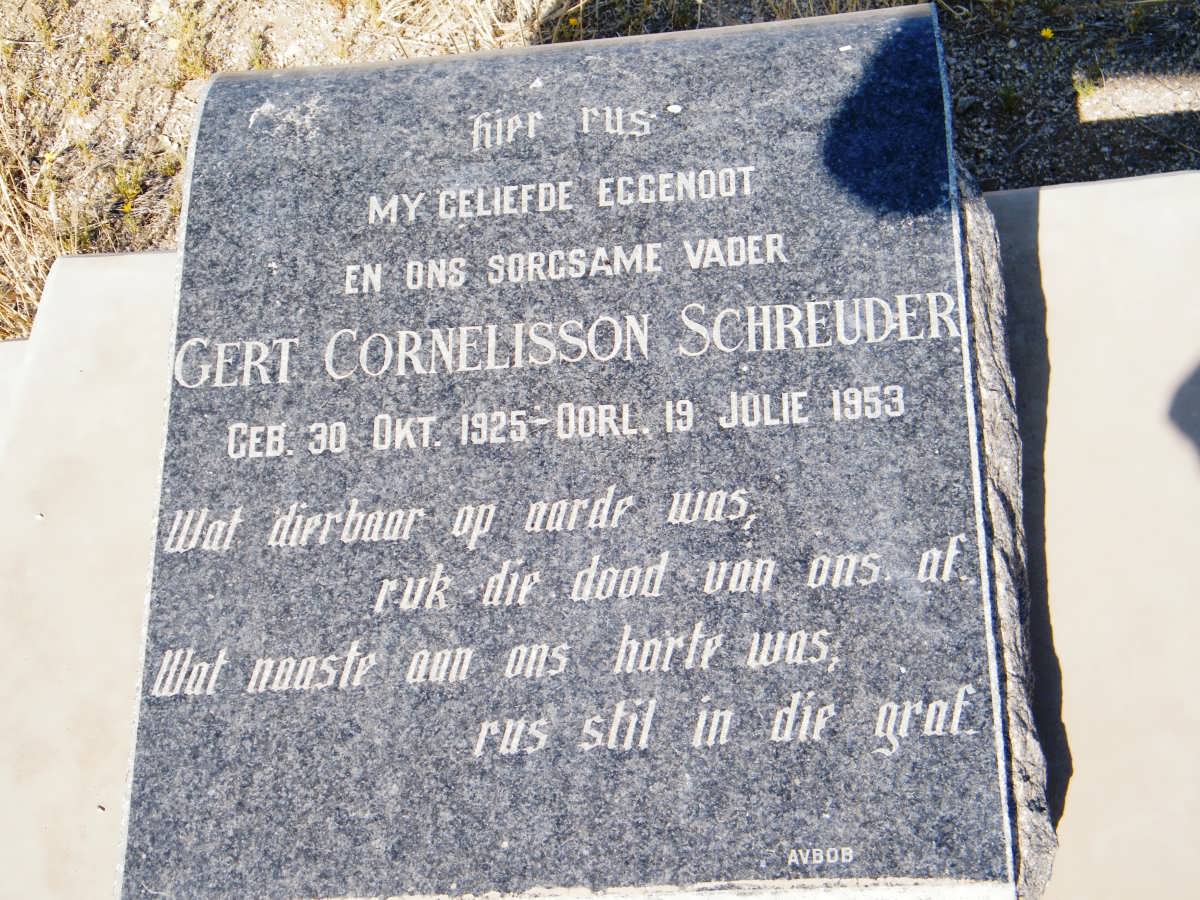 hier rus
MY GELIEFDE EGGENOOT
EN ONS SORGSAME VADER
GERT CORNELISSON SCHREUDER
GEB. 30 OKT. 1925 - OORL. 19 JULIE 1953
Wat dierbaar op aarde was,
ruk die dood van ons af.
Wat naaste aan ons harte was,
rus stil in die graf.
AVBOB